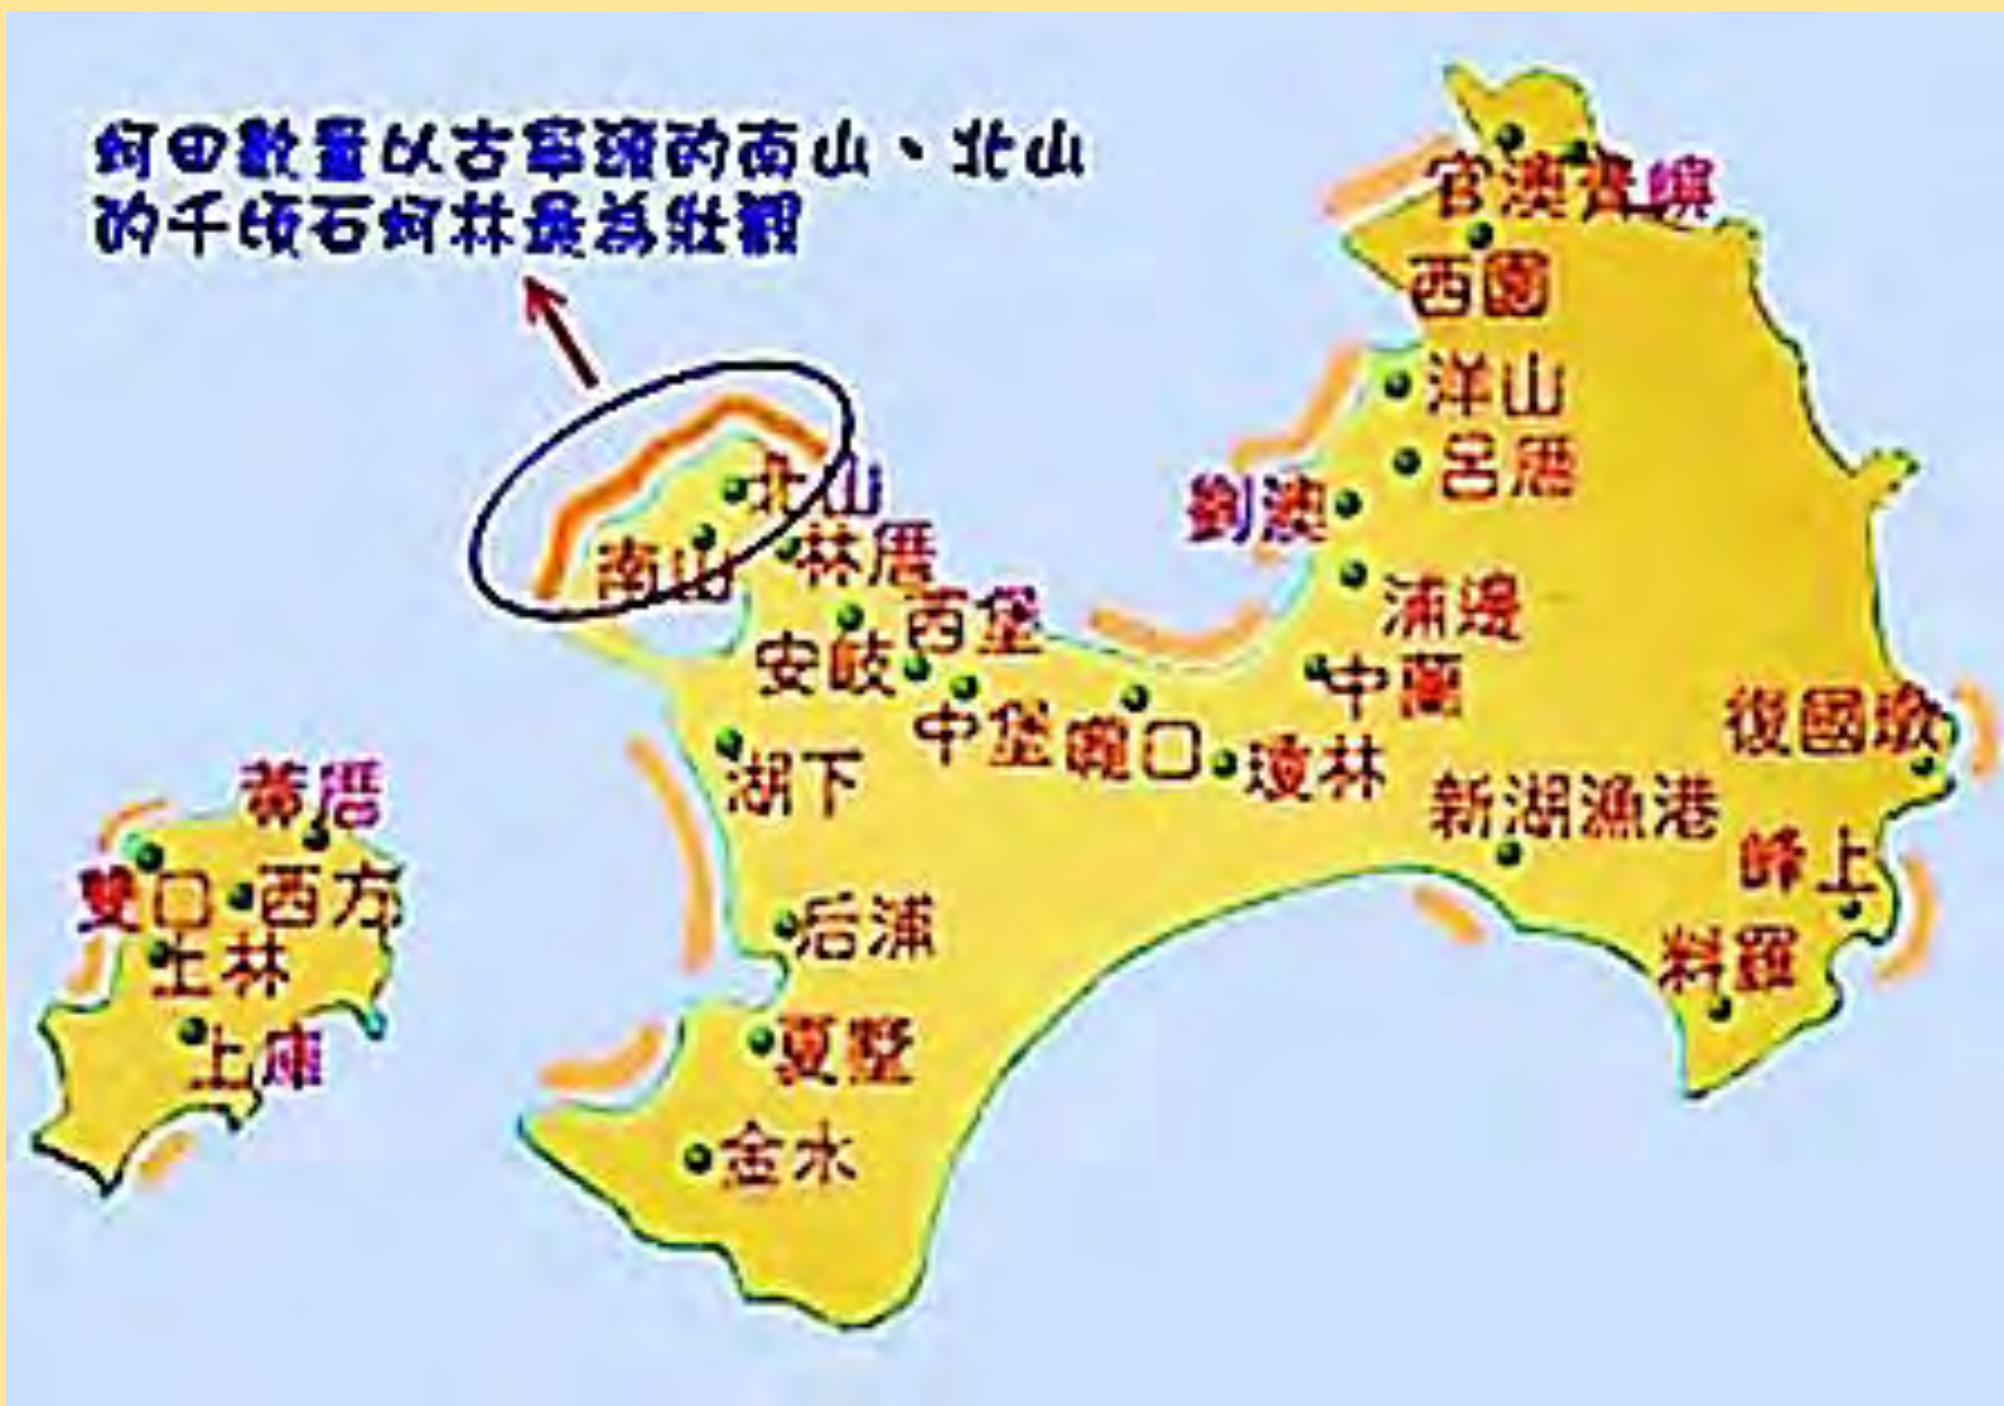 蚵田數量以古寧頭的南山、北山
的千頃石蚵林最為壯觀
官澳
青嶼
西園
洋山
呂厝
劉澳
北山
林厝
南山
西堡
浦邊
安岐
中蘭
中堡
瓊林
湖下
新湖漁港
復國墩
黃厝
雙口
西方
峰上
后浦
料羅
上林
上庫
夏墅
金水